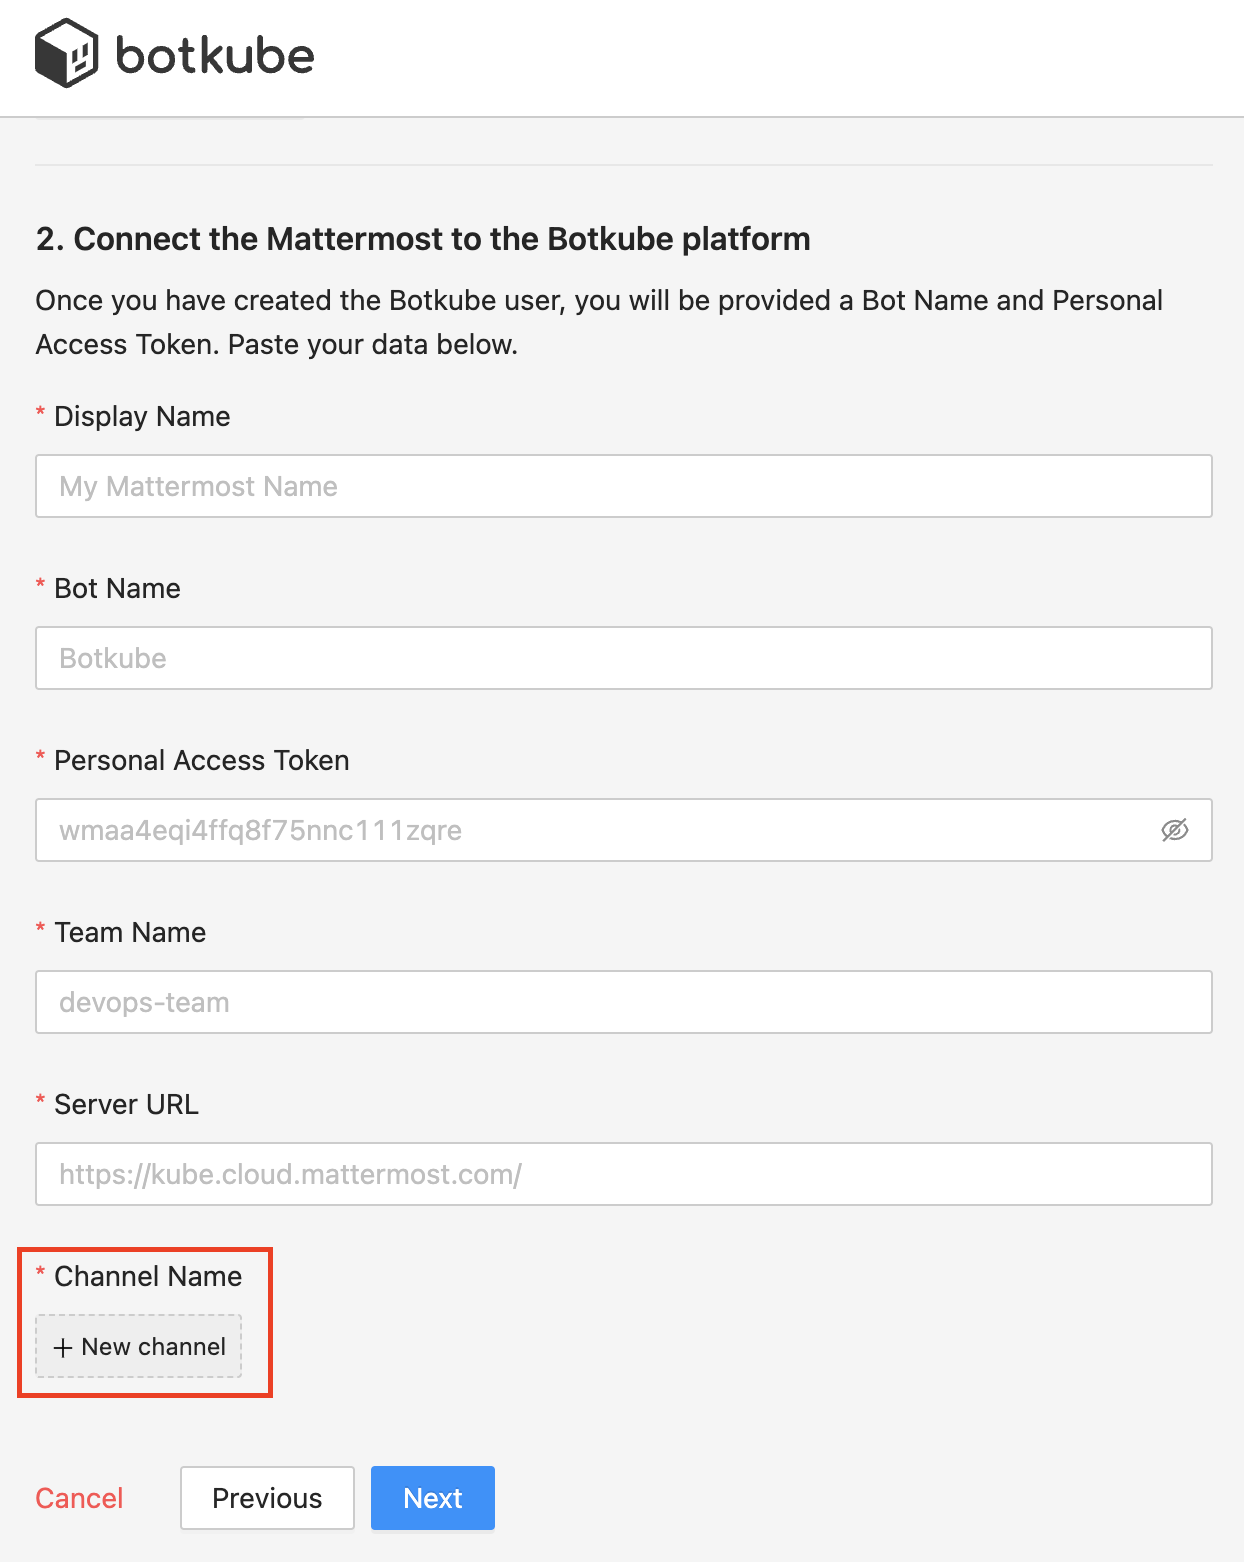 botkube
2. Connect the Mattermost to the Botkube platform
Once you have created the Botkube user, you will be provided a Bot Name and Personal
Access Token. Paste your data below.
* Display Name
My Mattermost Name
* Bot Name
Botkube
* Personal Access Token
wmaa4eqi4ffq8f75nnc111zqre
* Team Name
devops-team
* Server URL
https://kube.cloud.mattermost.com/
* Channel Name
+ New channel
Cancel Previous Next